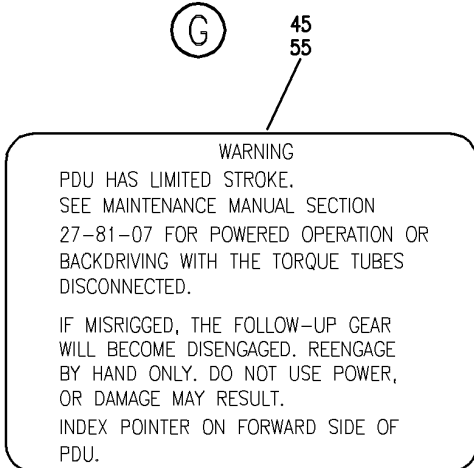 G
45
55
WARNING
PDU HAS LIMITED STROKE.
SEE MAINTENANCE MANUAL SECTION
27-81-07 FOR POWERED OPERATION OR
BACKDRIVING WITH THE TORQUE TUBES
DISCONNECTED.
IF MISRIGGED, THE FOLLOW-UP GEAR
WILL BECOME DISENGAGED. REENGAGE
BY HAND ONLY. DO NOT USE POWER,
OR DAMAGE MAY RESULT.
INDEX POINTER ON FORWARD SIDE OF
PDU.